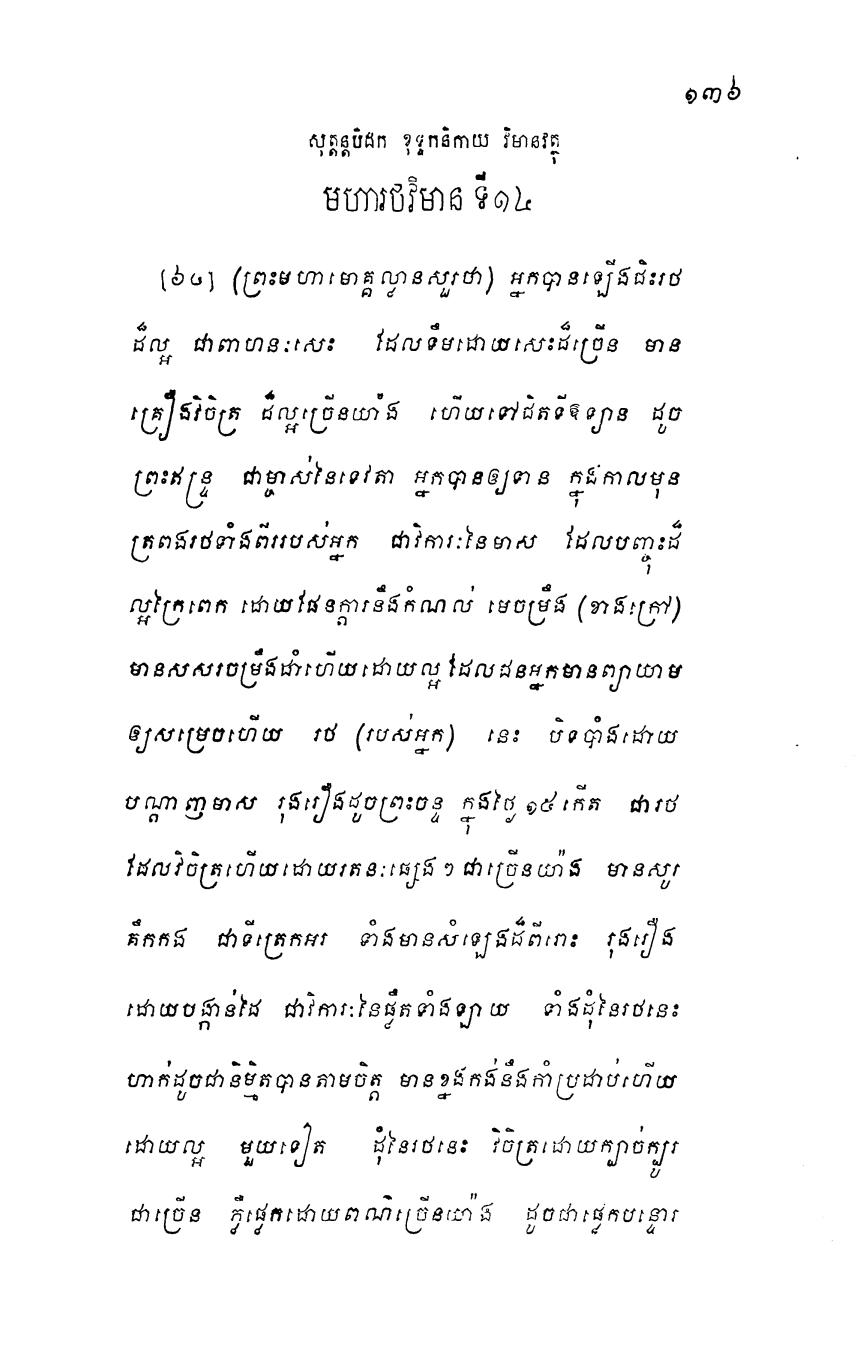 ១៣៦
សុត្តន្តបិដក ខុទ្ទកនិកាយ វិមានវត្ថុ
មហារថវិមាន ទី១៤
[៦៤] (ព្រះមហាមោគ្គល្លានសួរថា) អ្នកបានឡើងជិះរថ
ដ៏ល្អ ជាពាហនៈសេះ ដែលទឹមដោយសេះដ៏ច្រើន មាន
គ្រឿងវិចិត្រ ដ៏ល្អច្រើនយ៉ាង ហើយទៅជិតទីឱទ្យាន ដូច
ព្រះឥន្ទ្រ ជាម្ចាស់នៃទេវតា អ្នកបានឲ្យទាន ក្នុងកាលមុន
ត្រពងរថទាំងពីររបស់អ្នក ជាវិការៈនៃមាស ដែលបញ្ចុះដ៏
ល្អក្រៃពេក ដោយផែនក្តារនឹងកំណល់ មេចម្រឹង (ខាងក្រៅ)
មានសសរចម្រឹងជាំហើយដោយល្អ ដែលជនអ្នកមានព្យាយាម
ឲ្យសម្រេចហើយ រថ (របស់អ្នក) នេះ បិទបាំងដោយ
បណ្តាញមាស រុងរឿងដូចព្រះចន្ទ ក្នុងថ្ងៃ ១៥ កើត ជារថ
ដែលវិចិត្រហើយដោយរតនៈផ្សេងៗ ជាច្រើនយ៉ាង មានសូរ
គឹកកង ជាទីត្រេកអរ ទាំងមានសំឡេងដ៏ពីរោះ រុងរឿង
ដោយបង្កាន់ដៃ ជាវិការៈនៃផ្ចឹតទាំងឡាយ ទាំងដុំនៃរថនេះ
ហាក់ដូចជានិម្មិតបានតាមចិត្ត មានខ្នងកង់នឹងកាំប្រដាប់ហើយ
ដោយល្អ មួយទៀត ដុំនៃរថនេះ វិចិត្រដោយក្បាច់ក្បូរ
ជាច្រើន ភ្លឺផ្លេកដោយពណ៌ច្រើនយ៉ាង ដូចជាផ្លេកបន្ទោរ